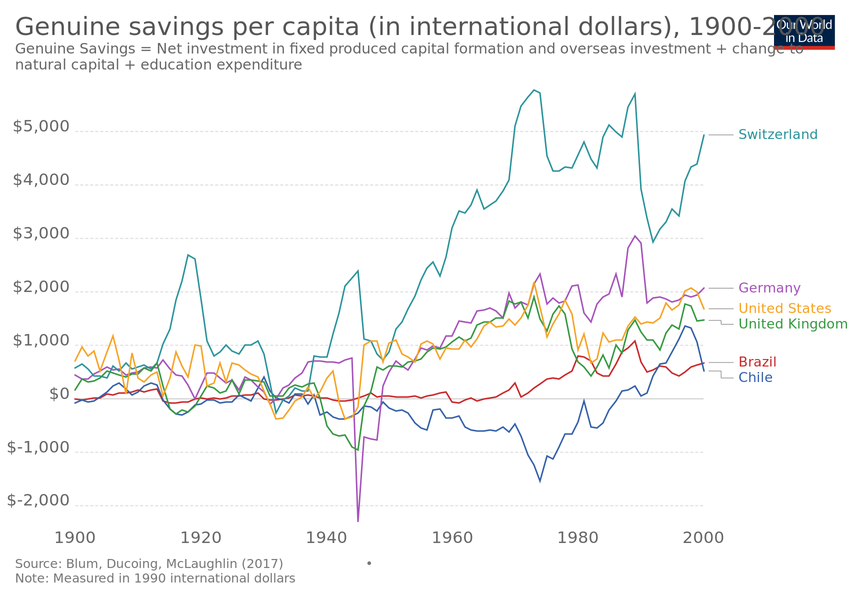 Genuine savings per capita (in international dollars), 1900-2000
Our World
in Data
Genuine Savings = Net investment in fixed produced capital formation and overseas investment + change to
natural capital + education expenditure
$5,000
$4,000
$3,000
$2,000
$1,000
$0
$-1,000
$-2,000
Switzerland
Germany
United States
United Kingdom
Brazil
Chile
1900
1920
1940
1960
1980
2000
Source: Blum, Ducoing, McLaughlin (2017)
Note: Measured in 1990 international dollars